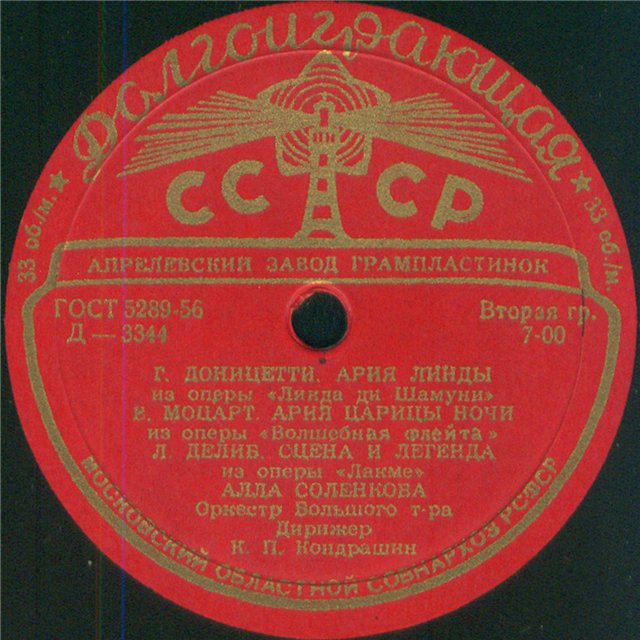 Долгоиграющая
33 об./м. ★ ★ 33 об./м.
СССР
АПРЕЛЕВСКИЙ ЗАВОД ГРАМПЛАСТИНОК
ГОСТ 5289-56 Вторая гр.
Д — 3344 7-00
Г. ДОНИЦЕТТИ. АРИЯ ЛИНДЫ
из оперы «Линда ди Шамуни»
В. МОЦАРТ. АРИЯ ЦАРИЦЫ НОЧИ
из оперы «Волшебная флейта»
Л. ДЕЛИБ. СЦЕНА И ЛЕГЕНДА
из оперы «Лакме»
АЛЛА СОЛЕНКОВА
Оркестр Большого т-ра
Дирижер
К. П. Кондрашин
МОСКОВСКИЙ ОБЛАСТНОЙ СОВНАРХОЗ РСФСР